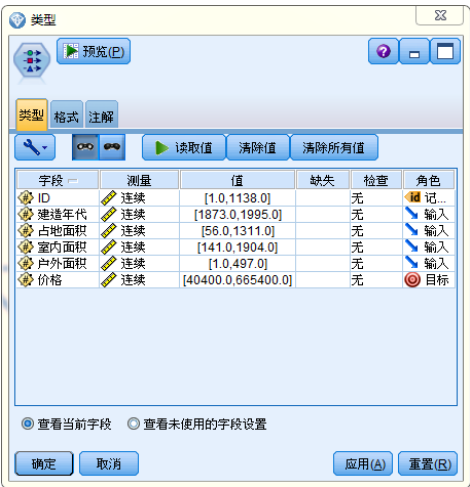 类型
预览(P)
类型 格式 注解
读取值 清除值 清除所有值
字段 测量 值 缺失 检查 角色
ID 连续 [1.0,1138.0] 无 id 记...
建造年代 连续 [1873.0,1995.0] 无 输入
占地面积 连续 [56.0,1311.0] 无 输入
室内面积 连续 [141.0,1904.0] 无 输入
户外面积 连续 [1.0,497.0] 无 输入
价格 连续 [40400.0,665400.0] 无 目标
查看当前字段 查看未使用的字段设置
确定 取消 应用(A) 重置(R)